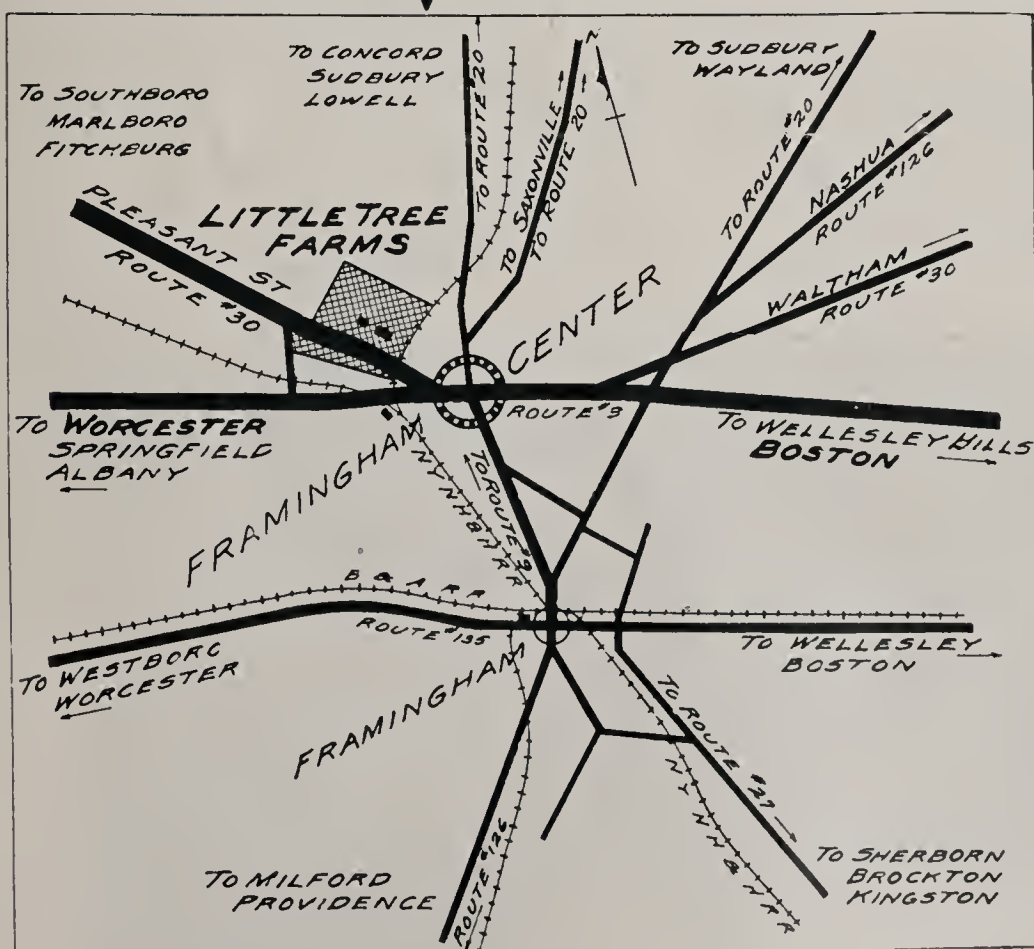 N
TO CONCORD
SUDBURY
LOWELL
TO ROUTE #20
TO SAXONVILLE
TO ROUTE 20
TO SUDBURY
WAYLAND
TO ROUTE #20
NASHUA
ROUTE #126
WALTHAM
ROUTE #30
TO SOUTHBORO
MARLBORO
FITCHBURG
PLEASANT ST
ROUTE #30
LITTLE TREE
FARMS
CENTER
ROUTE #9
TO WORCESTER
SPRINGFIELD
ALBANY
TO WELLESLEY HILLS
BOSTON
FRAMINGHAM
N Y N H & H R R
TO ROUTE #9
B & A R R
ROUTE #135
TO WESTBORO
WORCESTER
TO WELLESLEY
BOSTON
FRAMINGHAM
TO ROUTE #27
N Y N H & H R R
ROUTE #126
TO MILFORD
PROVIDENCE
TO SHERBORN
BROCKTON
KINGSTON